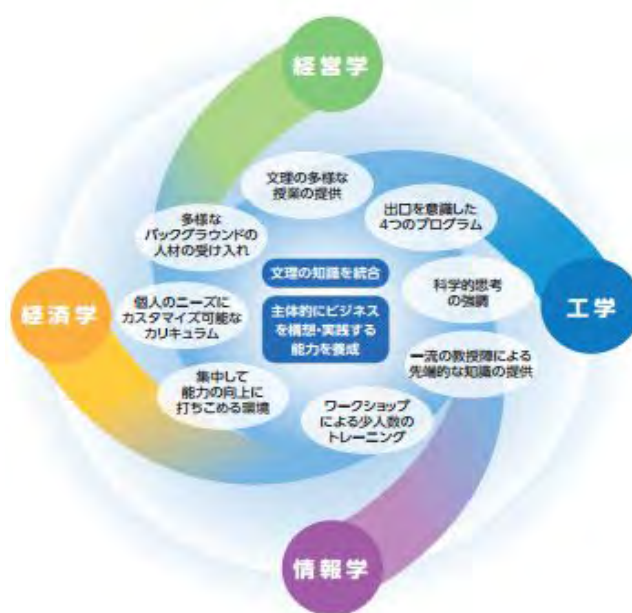 経営学
文理の多様な
授業の提供
出口を意識した
4つのプログラム
多様な
バックグラウンドの
人材の受け入れ
文理の知識を統合
科学的思考
の強調
工学
経済学
個人のニーズに
カスタマイズ可能な
カリキュラム
主体的にビジネス
を構想・実践する
能力を養成
一流の教授陣による
先端的な知識の提供
集中して
能力の向上に
打ちこめる環境
ワークショップ
による少人数の
トレーニング
情報学